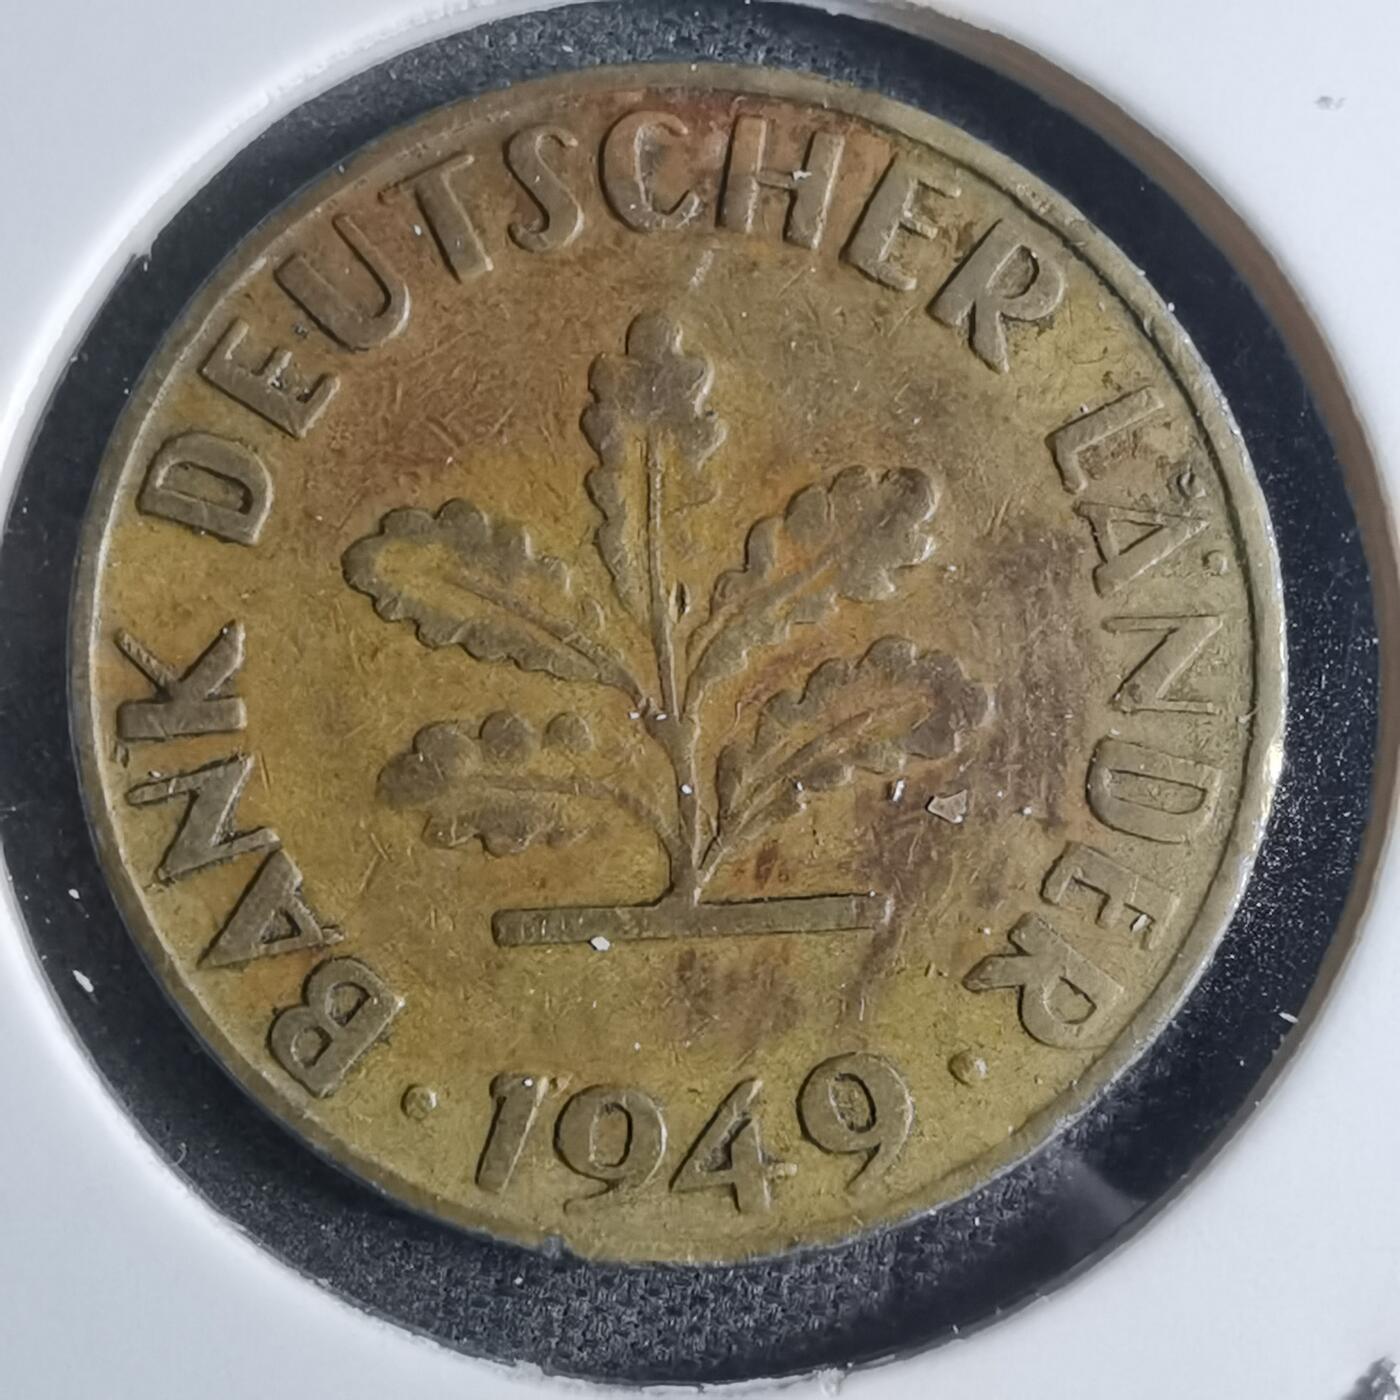 BANK DEUTSCHER LÄNDER
· 1949 ·